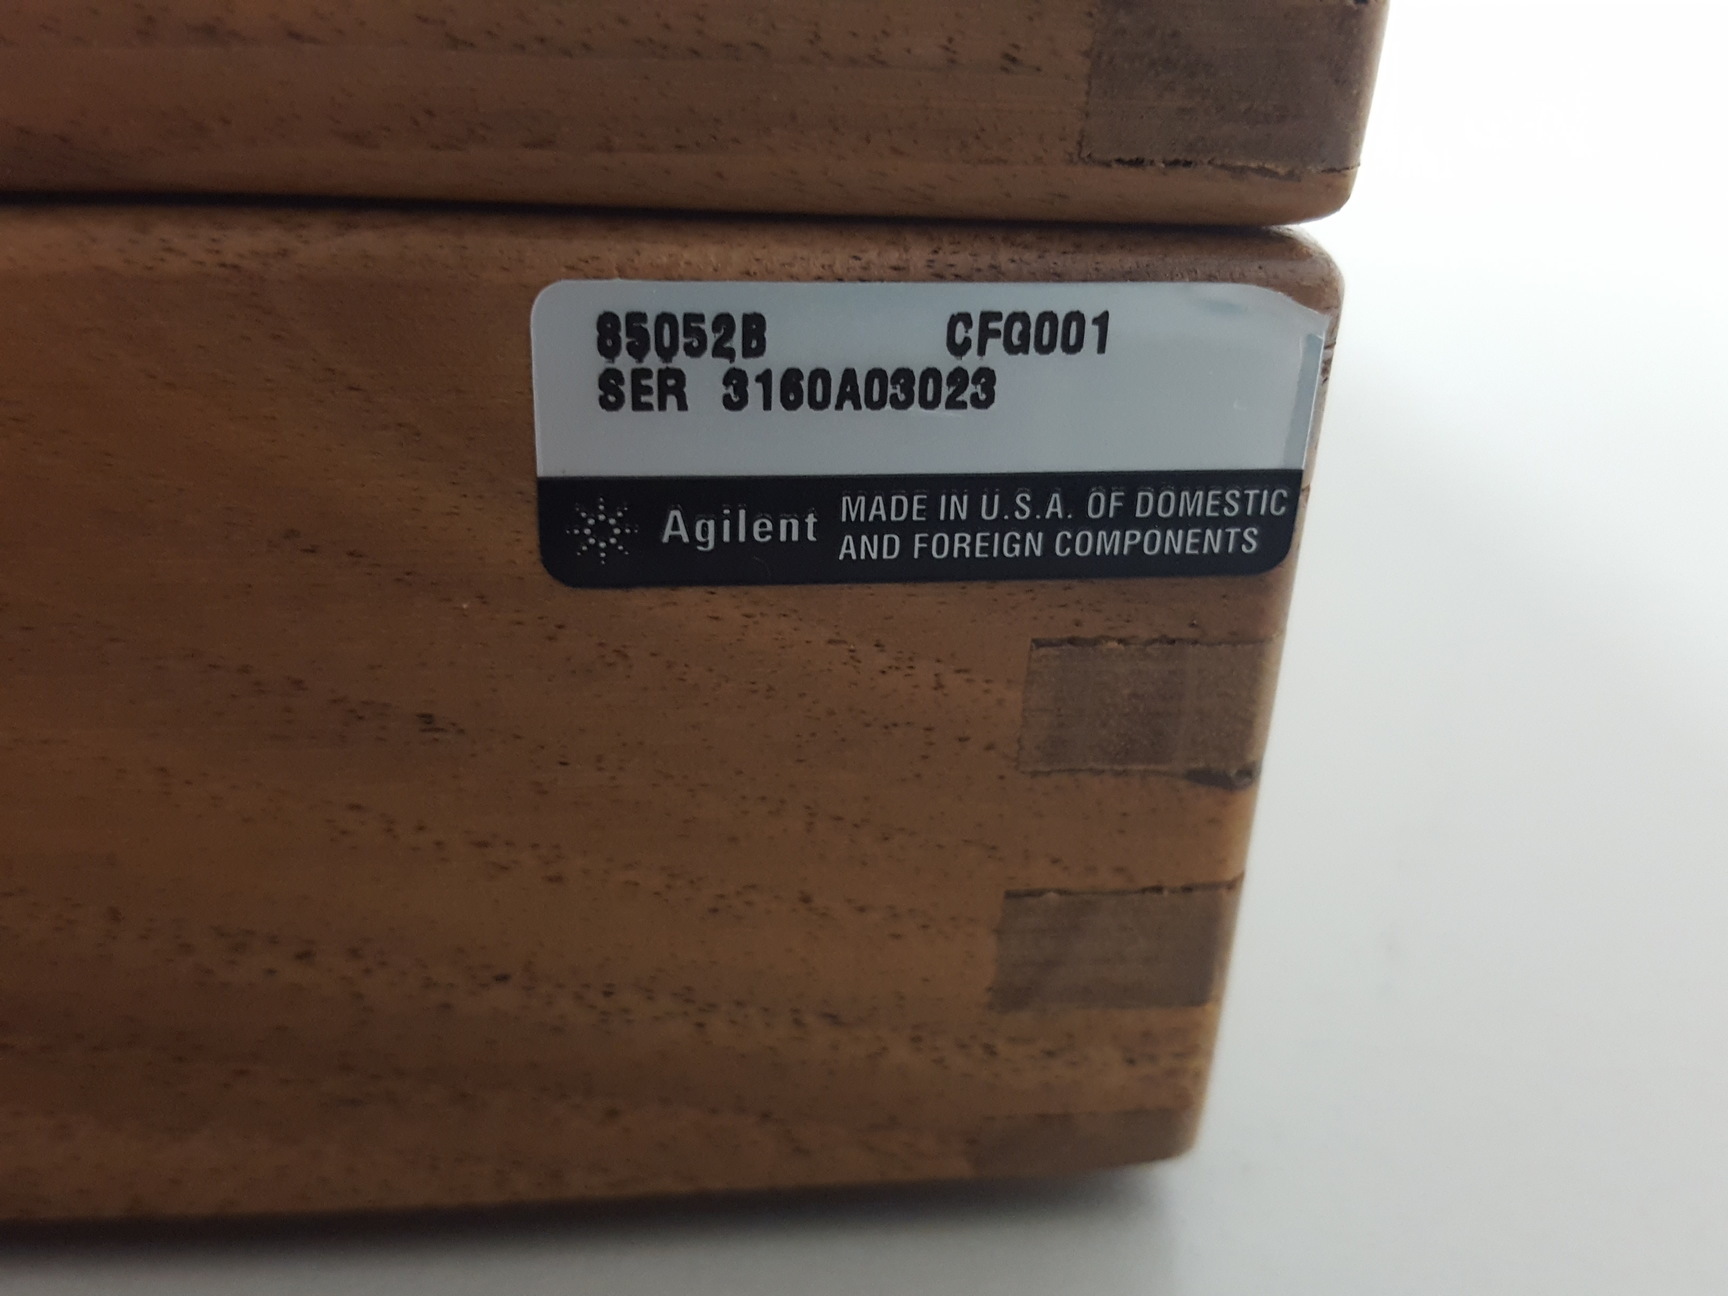 85052B CFG001
SER 3160A03023
Agilent
MADE IN U.S.A. OF DOMESTIC
AND FOREIGN COMPONENTS